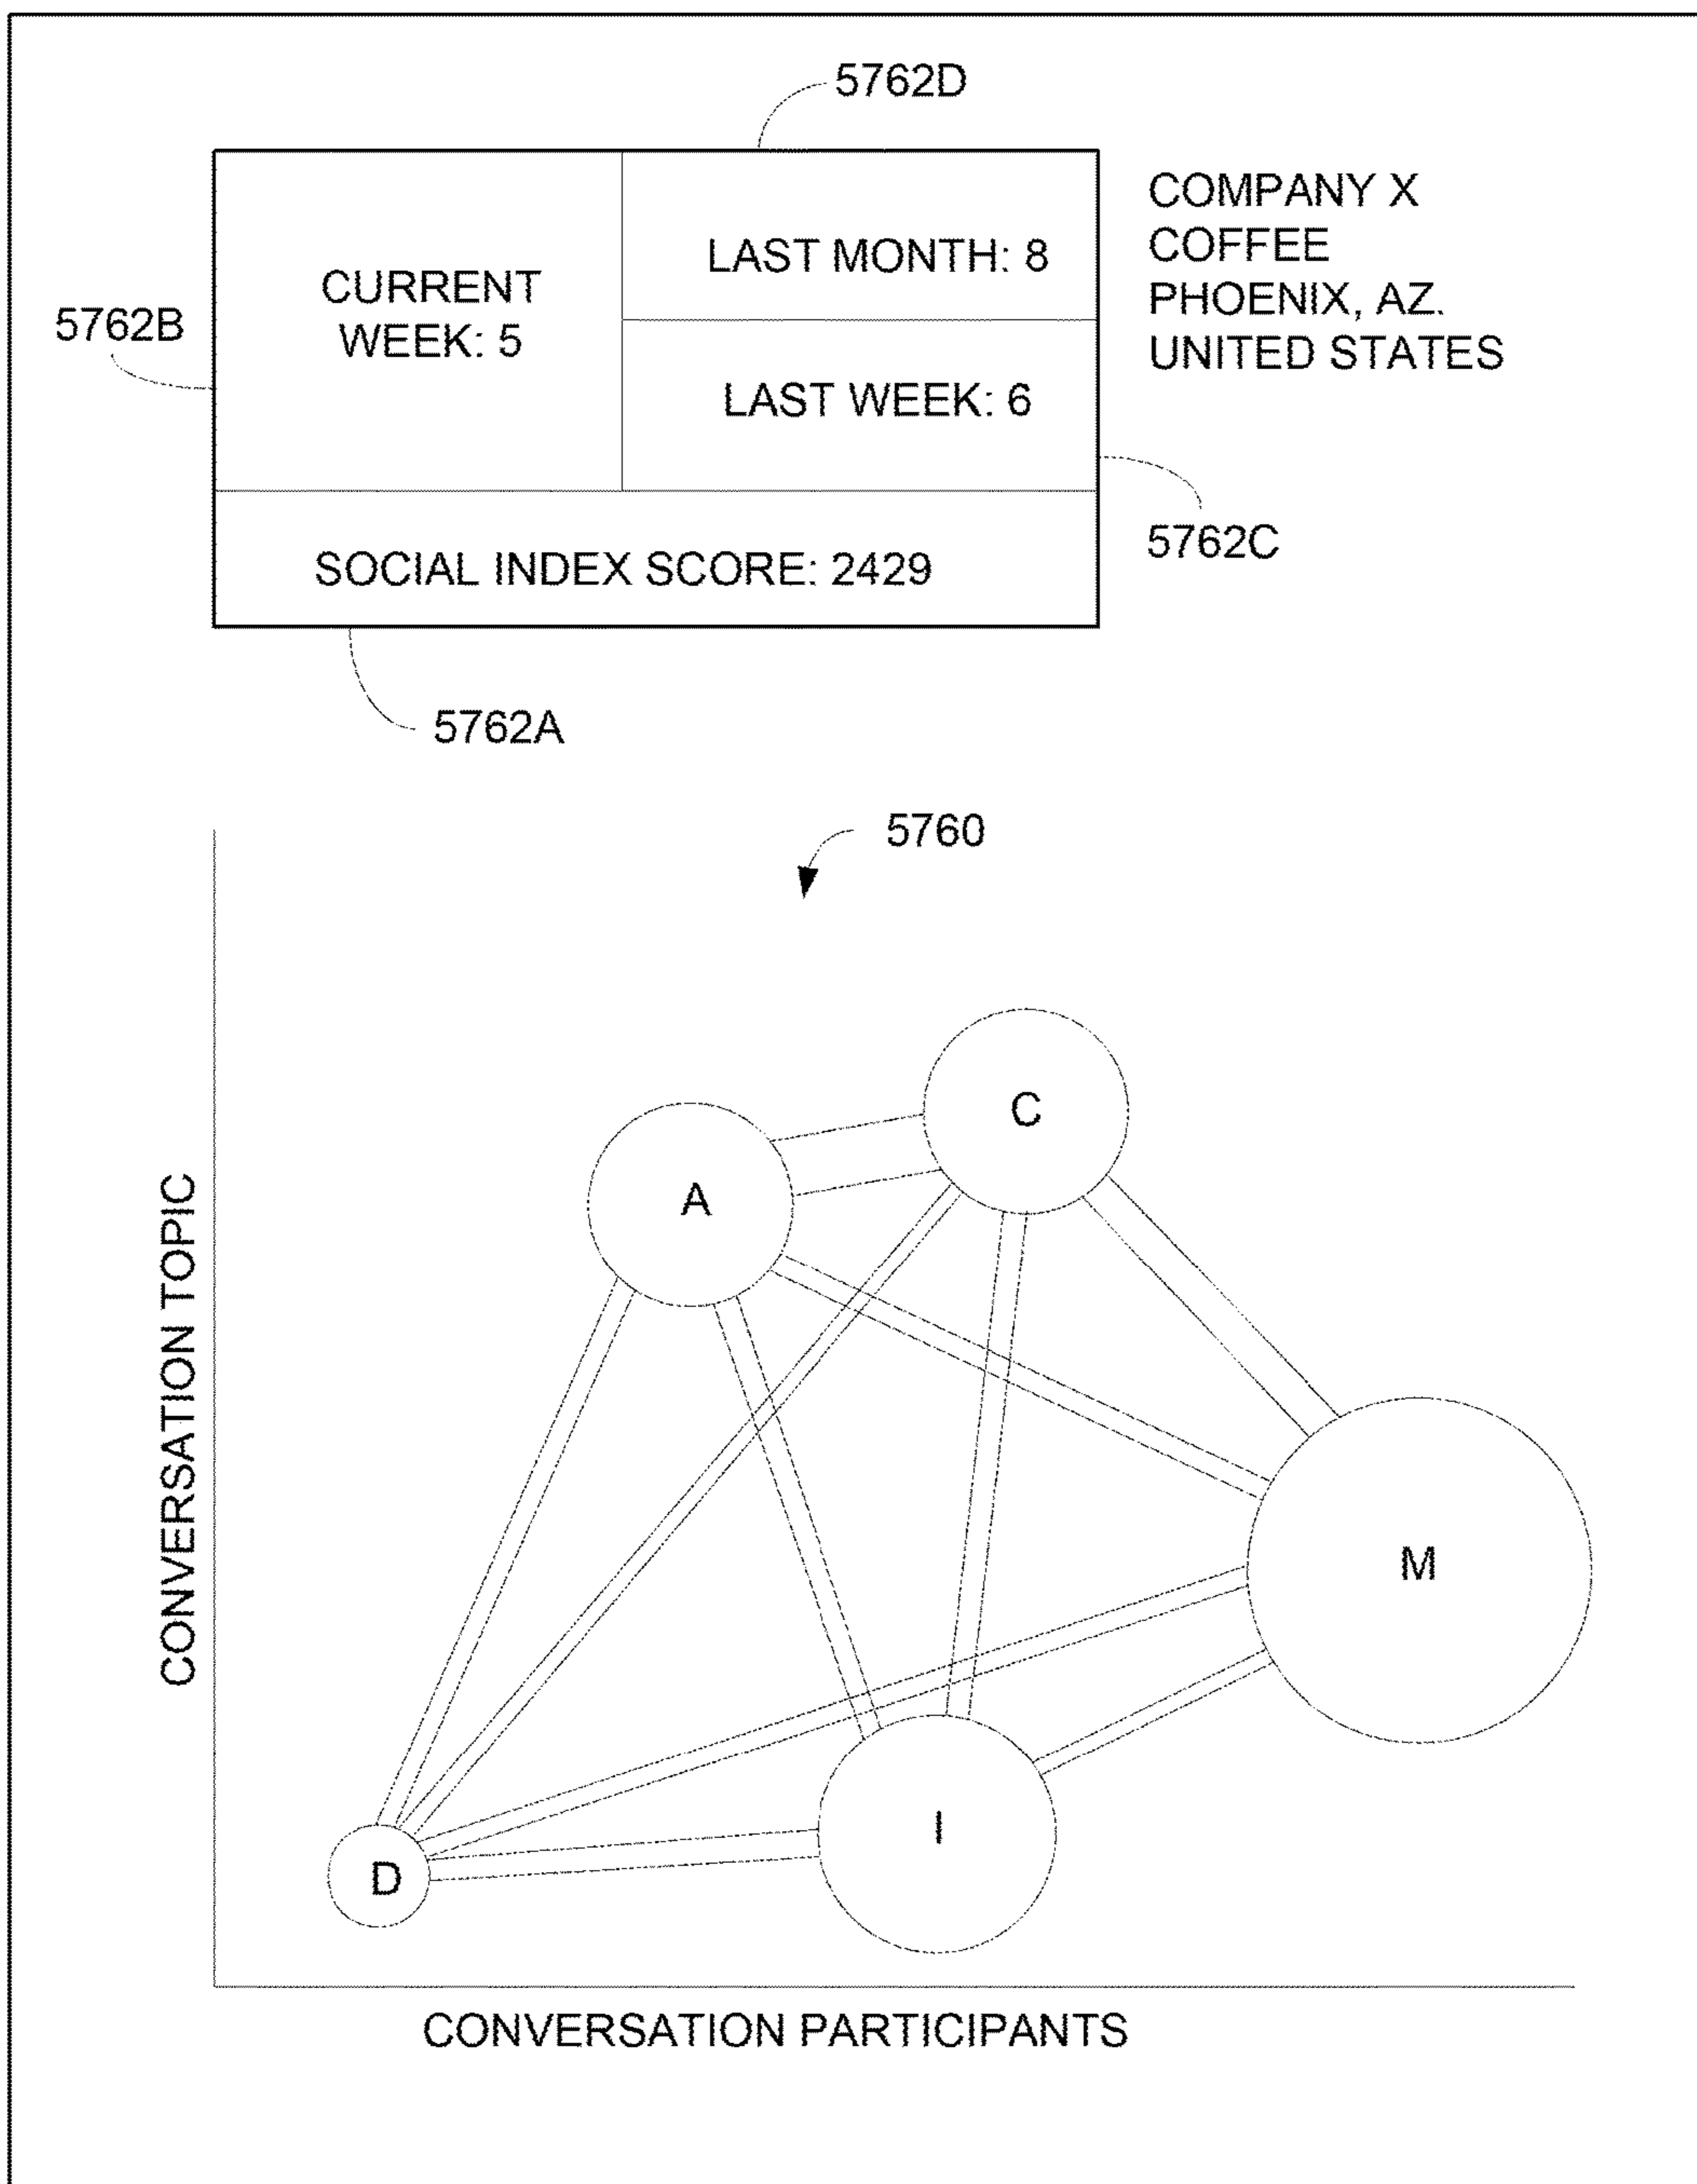 5762D
COMPANY X
COFFEE
PHOENIX, AZ.
UNITED STATES
LAST MONTH: 8
CURRENT
WEEK: 5
5762B
LAST WEEK: 6
5762C
SOCIAL INDEX SCORE: 2429
5762A
5760
CONVERSATION TOPIC
C
A
M
I
D
CONVERSATION PARTICIPANTS